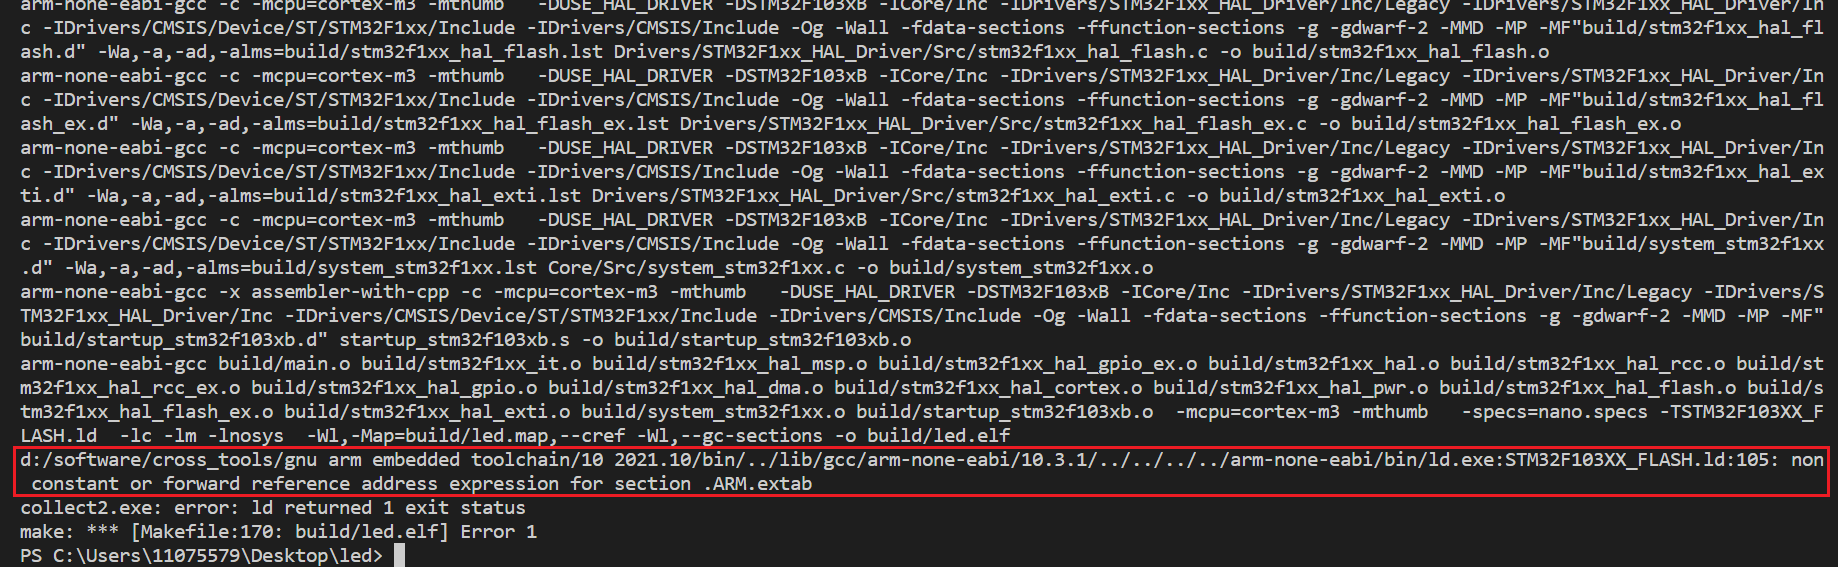 arm-none-eabi-gcc -c -mcpu=cortex-m3 -mthumb   -DUSE_HAL_DRIVER -DSTM32F103xB -ICore/Inc -IDrivers/STM32F1xx_HAL_Driver/Inc/Legacy -IDrivers/STM32F1xx_HAL_Driver/In
c -IDrivers/CMSIS/Device/ST/STM32F1xx/Include -IDrivers/CMSIS/Include -Og -Wall -fdata-sections -ffunction-sections -g -gdwarf-2 -MMD -MP -MF"build/stm32f1xx_hal_fl
ash.d" -Wa,-a,-ad,-alms=build/stm32f1xx_hal_flash.lst Drivers/STM32F1xx_HAL_Driver/Src/stm32f1xx_hal_flash.c -o build/stm32f1xx_hal_flash.o
arm-none-eabi-gcc -c -mcpu=cortex-m3 -mthumb   -DUSE_HAL_DRIVER -DSTM32F103xB -ICore/Inc -IDrivers/STM32F1xx_HAL_Driver/Inc/Legacy -IDrivers/STM32F1xx_HAL_Driver/In
c -IDrivers/CMSIS/Device/ST/STM32F1xx/Include -IDrivers/CMSIS/Include -Og -Wall -fdata-sections -ffunction-sections -g -gdwarf-2 -MMD -MP -MF"build/stm32f1xx_hal_fl
ash_ex.d" -Wa,-a,-ad,-alms=build/stm32f1xx_hal_flash_ex.lst Drivers/STM32F1xx_HAL_Driver/Src/stm32f1xx_hal_flash_ex.c -o build/stm32f1xx_hal_flash_ex.o
arm-none-eabi-gcc -c -mcpu=cortex-m3 -mthumb   -DUSE_HAL_DRIVER -DSTM32F103xB -ICore/Inc -IDrivers/STM32F1xx_HAL_Driver/Inc/Legacy -IDrivers/STM32F1xx_HAL_Driver/In
c -IDrivers/CMSIS/Device/ST/STM32F1xx/Include -IDrivers/CMSIS/Include -Og -Wall -fdata-sections -ffunction-sections -g -gdwarf-2 -MMD -MP -MF"build/stm32f1xx_hal_ex
ti.d" -Wa,-a,-ad,-alms=build/stm32f1xx_hal_exti.lst Drivers/STM32F1xx_HAL_Driver/Src/stm32f1xx_hal_exti.c -o build/stm32f1xx_hal_exti.o
arm-none-eabi-gcc -c -mcpu=cortex-m3 -mthumb   -DUSE_HAL_DRIVER -DSTM32F103xB -ICore/Inc -IDrivers/STM32F1xx_HAL_Driver/Inc/Legacy -IDrivers/STM32F1xx_HAL_Driver/In
c -IDrivers/CMSIS/Device/ST/STM32F1xx/Include -IDrivers/CMSIS/Include -Og -Wall -fdata-sections -ffunction-sections -g -gdwarf-2 -MMD -MP -MF"build/system_stm32f1xx
.d" -Wa,-a,-ad,-alms=build/system_stm32f1xx.lst Core/Src/system_stm32f1xx.c -o build/system_stm32f1xx.o
arm-none-eabi-gcc -x assembler-with-cpp -c -mcpu=cortex-m3 -mthumb   -DUSE_HAL_DRIVER -DSTM32F103xB -ICore/Inc -IDrivers/STM32F1xx_HAL_Driver/Inc/Legacy -IDrivers/S
TM32F1xx_HAL_Driver/Inc -IDrivers/CMSIS/Device/ST/STM32F1xx/Include -IDrivers/CMSIS/Include -Og -Wall -fdata-sections -ffunction-sections -g -gdwarf-2 -MMD -MP -MF"
build/startup_stm32f103xb.d" startup_stm32f103xb.s -o build/startup_stm32f103xb.o
arm-none-eabi-gcc build/main.o build/stm32f1xx_it.o build/stm32f1xx_hal_msp.o build/stm32f1xx_hal_gpio_ex.o build/stm32f1xx_hal.o build/stm32f1xx_hal_rcc.o build/st
m32f1xx_hal_rcc_ex.o build/stm32f1xx_hal_gpio.o build/stm32f1xx_hal_dma.o build/stm32f1xx_hal_cortex.o build/stm32f1xx_hal_pwr.o build/stm32f1xx_hal_flash.o build/s
tm32f1xx_hal_flash_ex.o build/stm32f1xx_hal_exti.o build/system_stm32f1xx.o build/startup_stm32f103xb.o  -mcpu=cortex-m3 -mthumb   -specs=nano.specs -TSTM32F103XX_F
LASH.ld  -lc -lm -lnosys  -Wl,-Map=build/led.map,--cref -Wl,--gc-sections -o build/led.elf
d:/software/cross_tools/gnu arm embedded toolchain/10 2021.10/bin/../lib/gcc/arm-none-eabi/10.3.1/../../../../arm-none-eabi/bin/ld.exe:STM32F103XX_FLASH.ld:105: non
 constant or forward reference address expression for section .ARM.extab
collect2.exe: error: ld returned 1 exit status
make: *** [Makefile:170: build/led.elf] Error 1
PS C:\Users\11075579\Desktop\led>